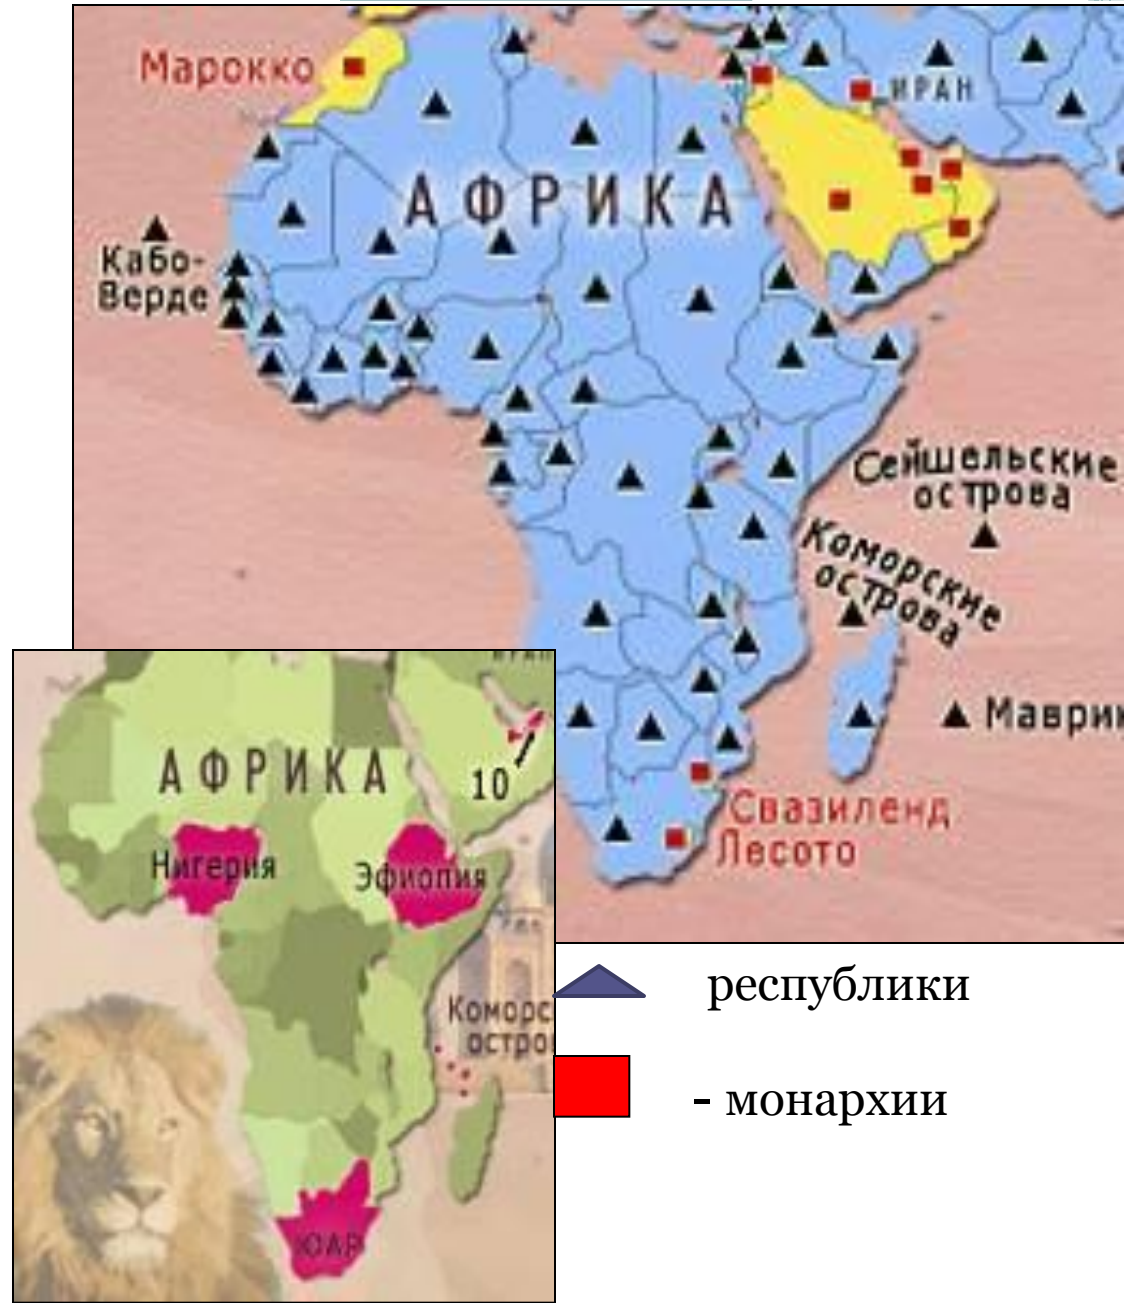 Марокко
ИРАН
АФРИКА
Кабо-
Верде
Сейшельские
острова
Коморские
острова
Маври
Свазиленд
Лесото
АФРИКА
10
Нигерия
Эфиопия
Коморс
остро
ЮАР
республики
- монархии